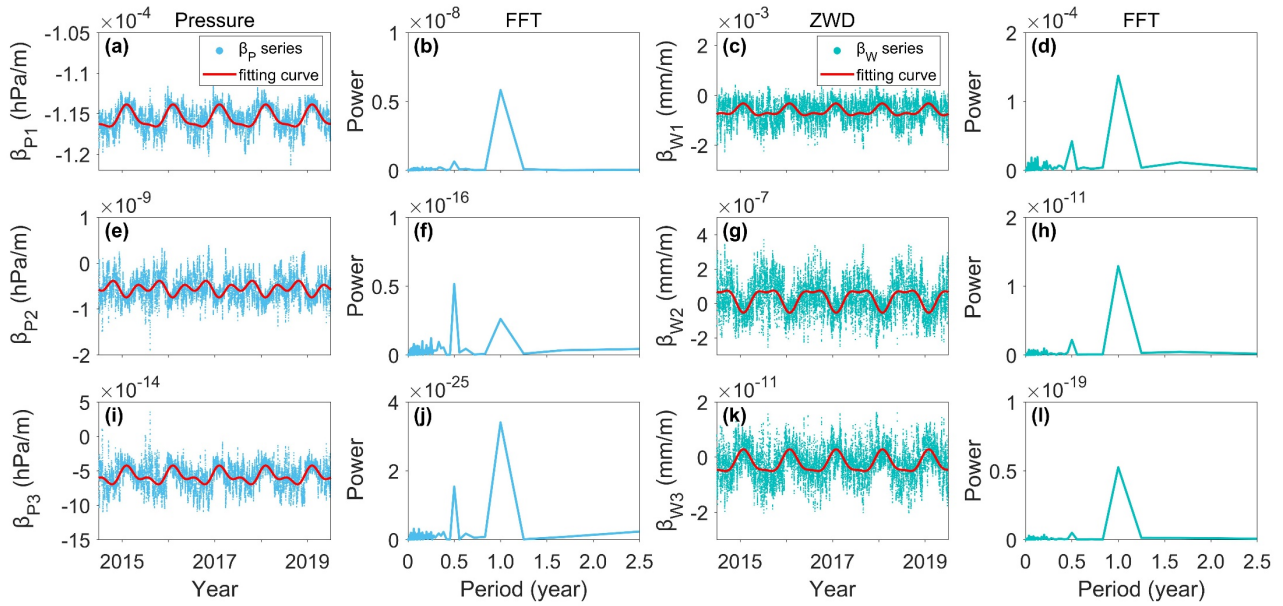 Pressure
×10⁻⁴
-1.05
-1.1
-1.15
-1.2
β_P1 (hPa/m)
(a)
β_P series
fitting curve
FFT
×10⁻⁸
1
0.5
0
Power
(b)
ZWD
×10⁻³
2
0
-2
β_W1 (mm/m)
(c)
β_W series
fitting curve
FFT
×10⁻⁴
2
1
0
Power
(d)
×10⁻⁹
1
0
-1
-2
β_P2 (hPa/m)
(e)
×10⁻¹⁶
1
0.5
0
Power
(f)
×10⁻⁷
4
2
0
-2
β_W2 (mm/m)
(g)
×10⁻¹¹
2
1
0
Power
(h)
×10⁻¹⁴
5
0
-5
-10
-15
β_P3 (hPa/m)
(i)
2015 2017 2019
Year
×10⁻²⁵
4
2
0
Power
(j)
0 0.5 1.0 1.5 2.0 2.5
Period (year)
×10⁻¹¹
2
0
-2
β_W3 (mm/m)
(k)
2015 2017 2019
Year
×10⁻¹⁹
1
0.5
0
Power
(l)
0 0.5 1.0 1.5 2.0 2.5
Period (year)